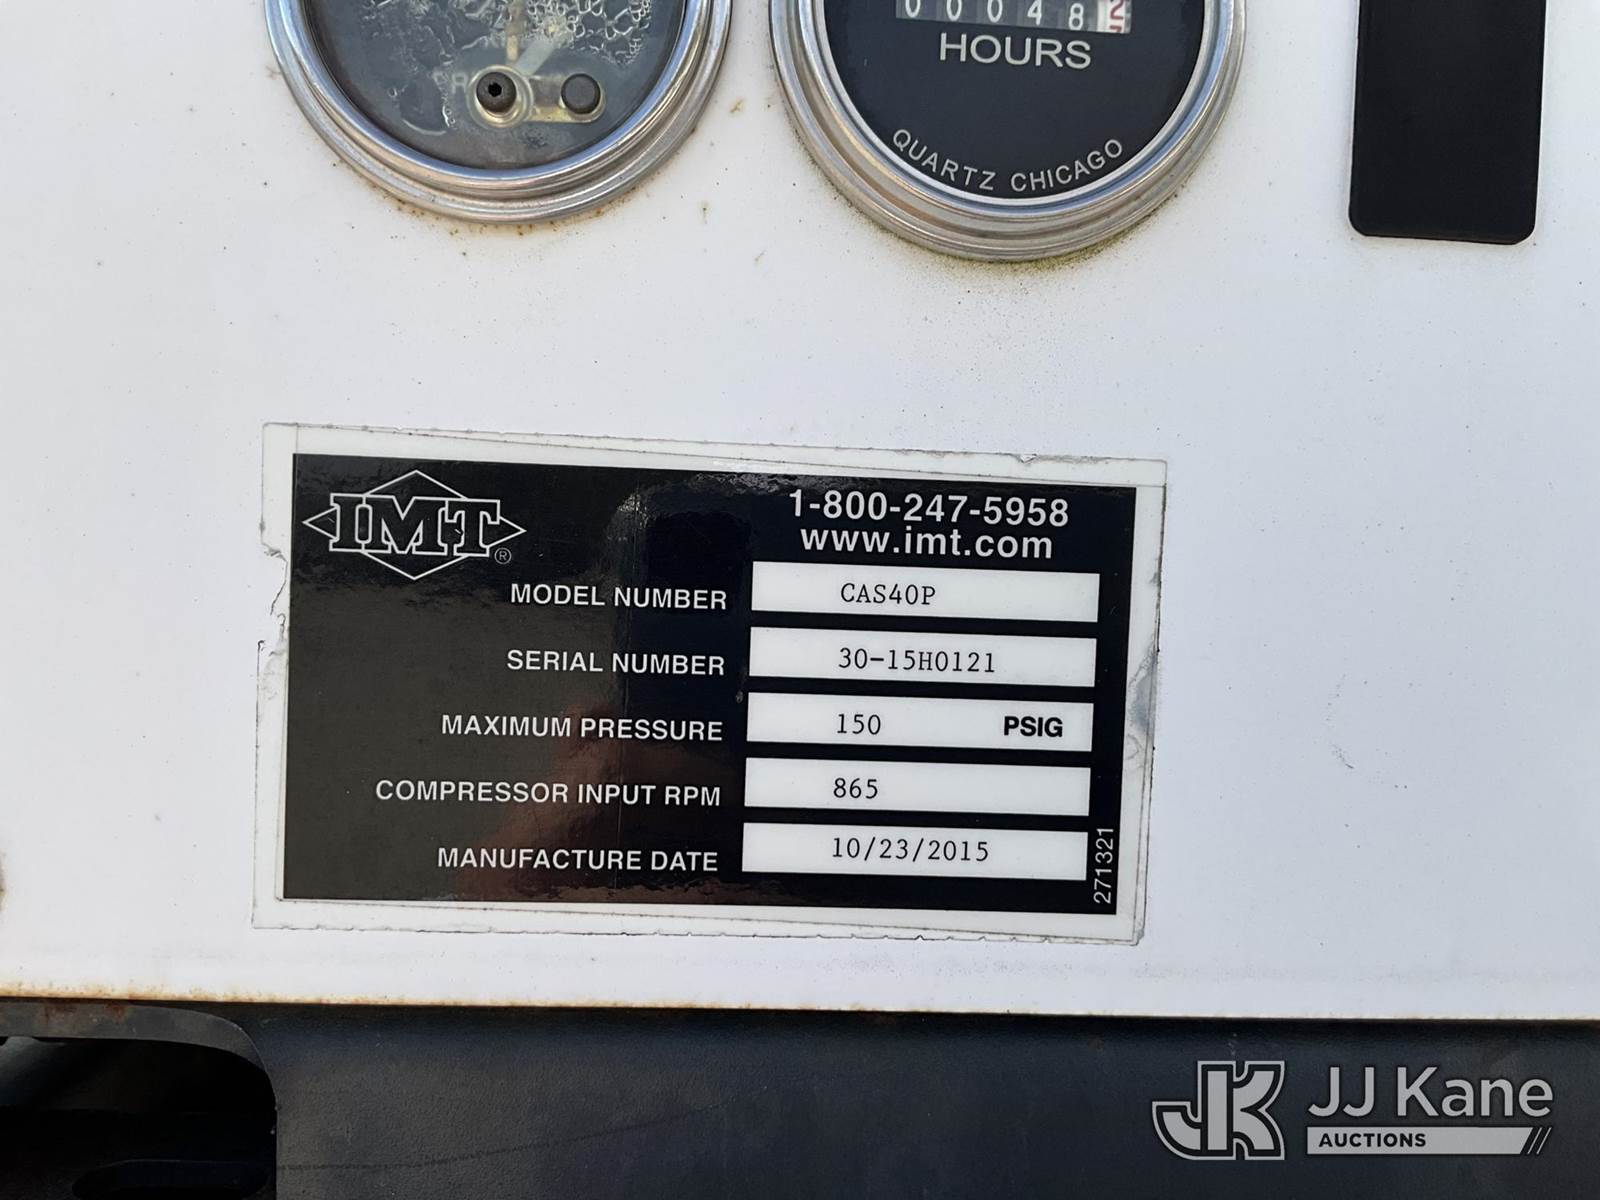 00048
HOURS
QUARTZ CHICAGO
IMT®
1-800-247-5958
www.imt.com
MODEL NUMBER CAS40P
SERIAL NUMBER 30-15H0121
MAXIMUM PRESSURE 150 PSIG
COMPRESSOR INPUT RPM 865
MANUFACTURE DATE 10/23/2015
271321
JK JJ Kane
AUCTIONS